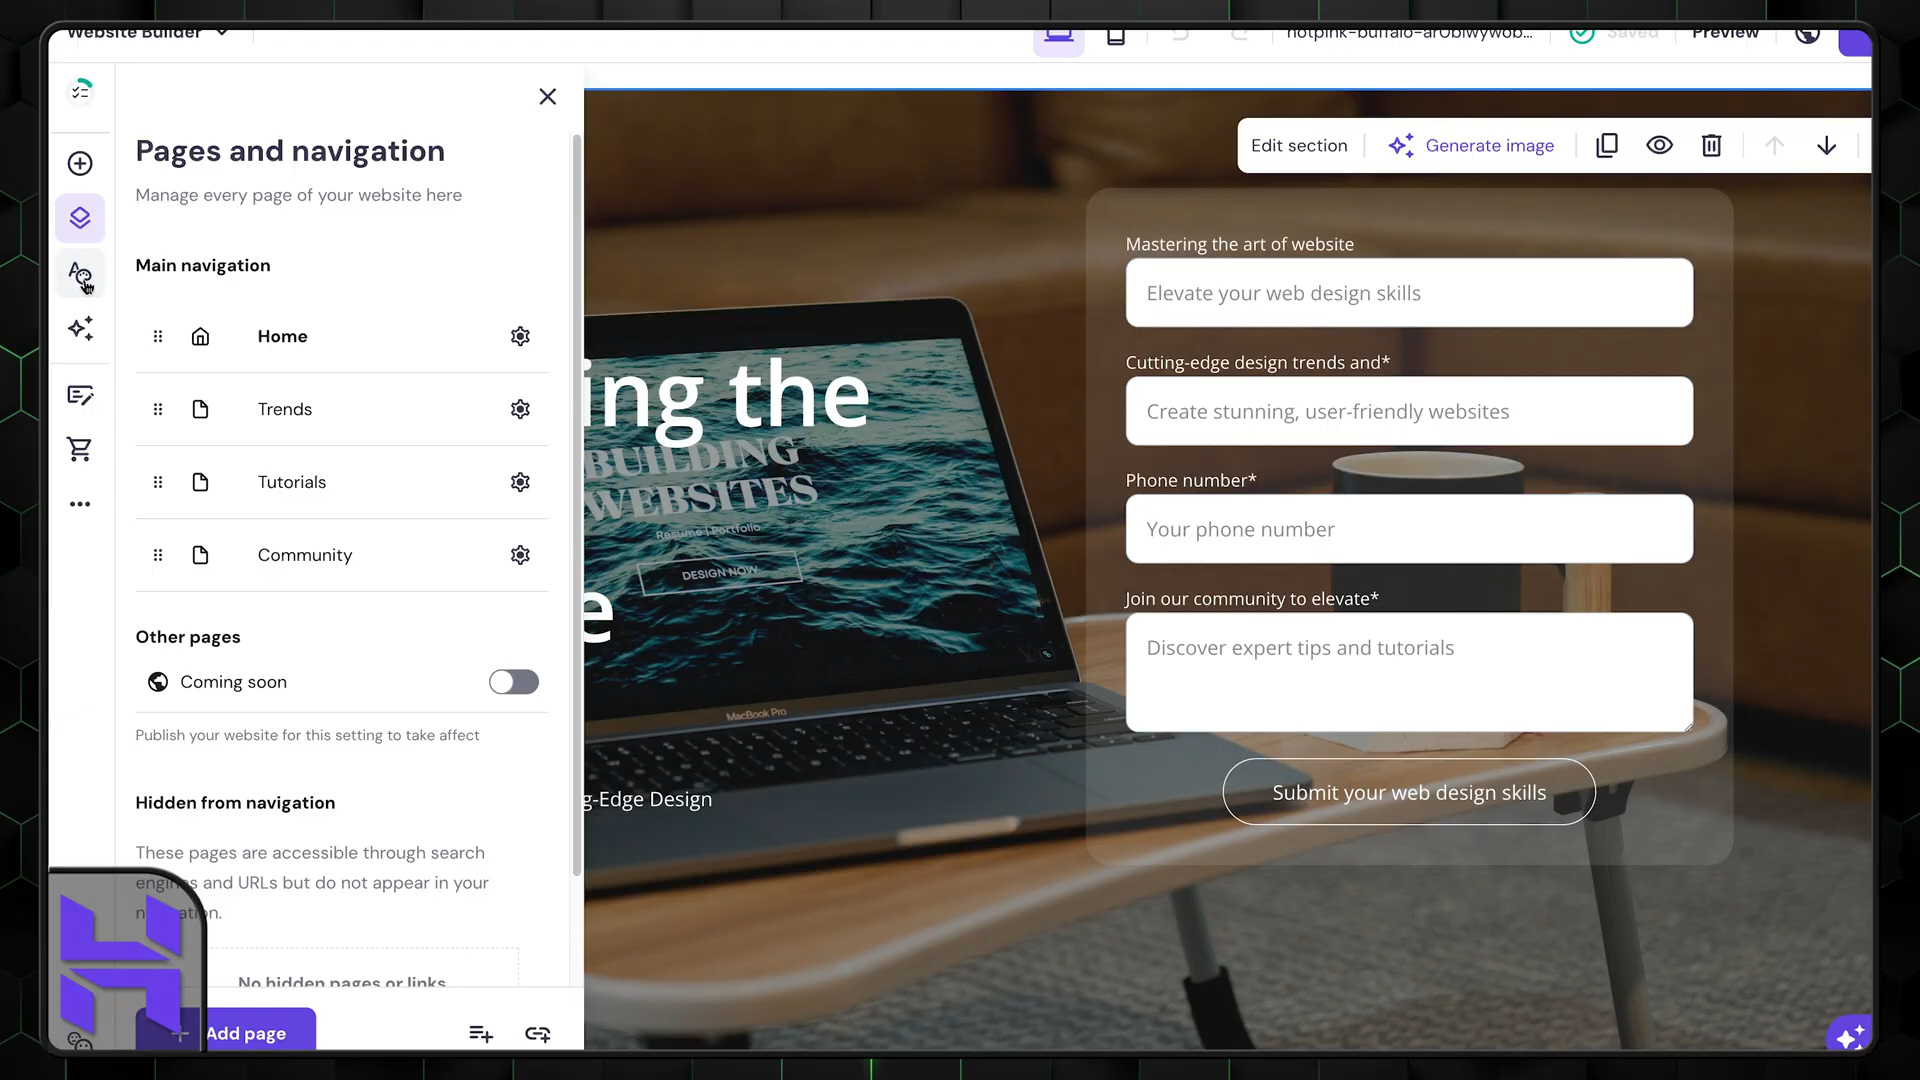 Website Builder
Saved
Preview
Pages and navigation
Manage every page of your website here
Main navigation
Home
Trends
Tutorials
Community
Other pages
Coming soon
Publish your website for this setting to take affect
Hidden from navigation
These pages are accessible through search
engines and URLs but do not appear in your
navigation.
No hidden pages or links
Add page
Edit section
Generate image
ing the
e
g-Edge Design
BUILDING
WEBSITES
Resume | Portfolio
DESIGN NOW
MacBook Pro
Mastering the art of website
Elevate your web design skills
Cutting-edge design trends and*
Create stunning, user-friendly websites
Phone number*
Your phone number
Join our community to elevate*
Discover expert tips and tutorials
Submit your web design skills